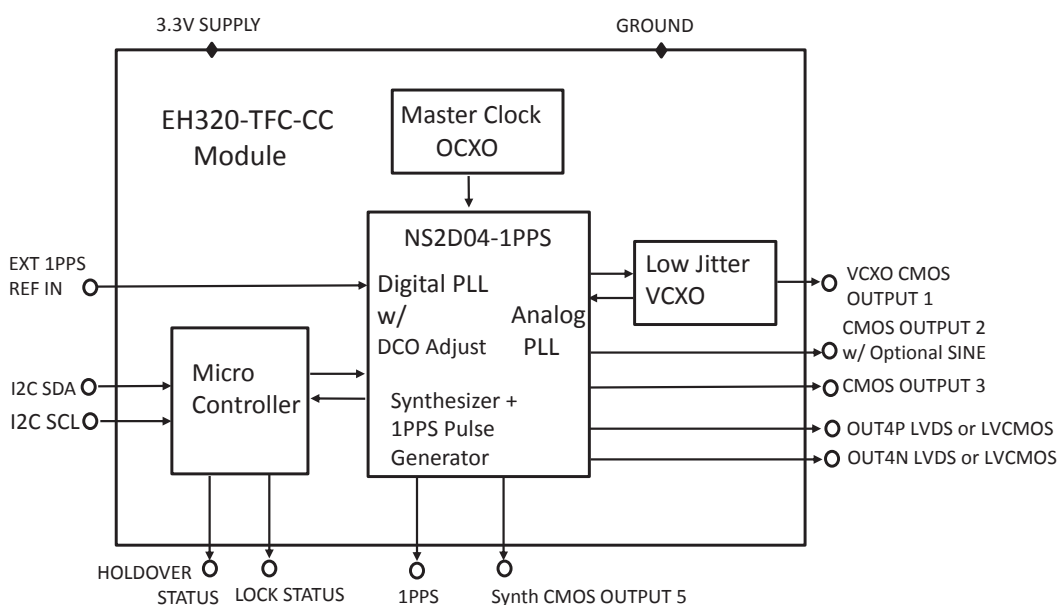 3.3V SUPPLY
GROUND
EH320-TFC-CC
Module
Master Clock
OCXO
NS2D04-1PPS
Digital PLL
w/
DCO Adjust
Analog
PLL
Synthesizer +
1PPS Pulse
Generator
Low Jitter
VCXO
Micro
Controller
EXT 1PPS
REF IN
I2C SDA
I2C SCL
VCXO CMOS
OUTPUT 1
CMOS OUTPUT 2
w/ Optional SINE
CMOS OUTPUT 3
OUT4P LVDS or LVCMOS
OUT4N LVDS or LVCMOS
HOLDOVER
STATUS
LOCK STATUS
1PPS
Synth CMOS OUTPUT 5